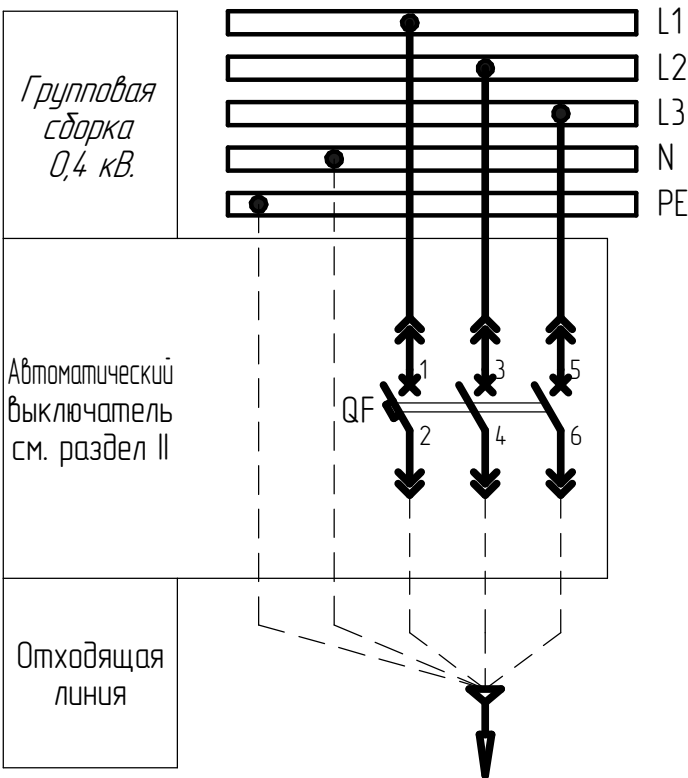 L1
L2
L3
N
PE
Групповая
сборка
0,4 кВ.
Автоматический
выключатель
см. раздел II
QF
1
3
5
2
4
6
Отходящая
линия